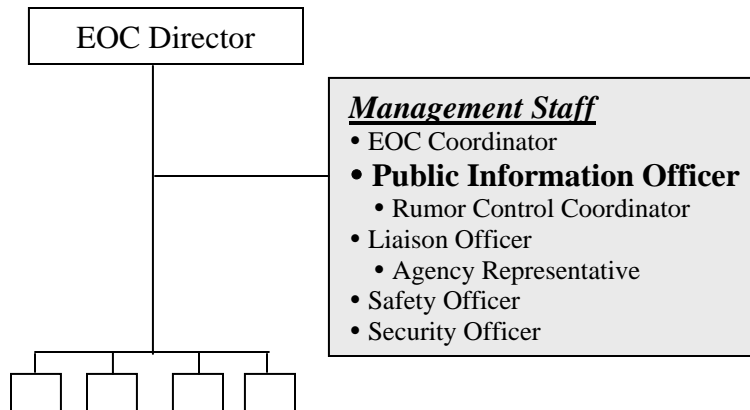 EOC Director
Management Staff
• EOC Coordinator
• Public Information Officer
• Rumor Control Coordinator
• Liaison Officer
• Agency Representative
• Safety Officer
• Security Officer